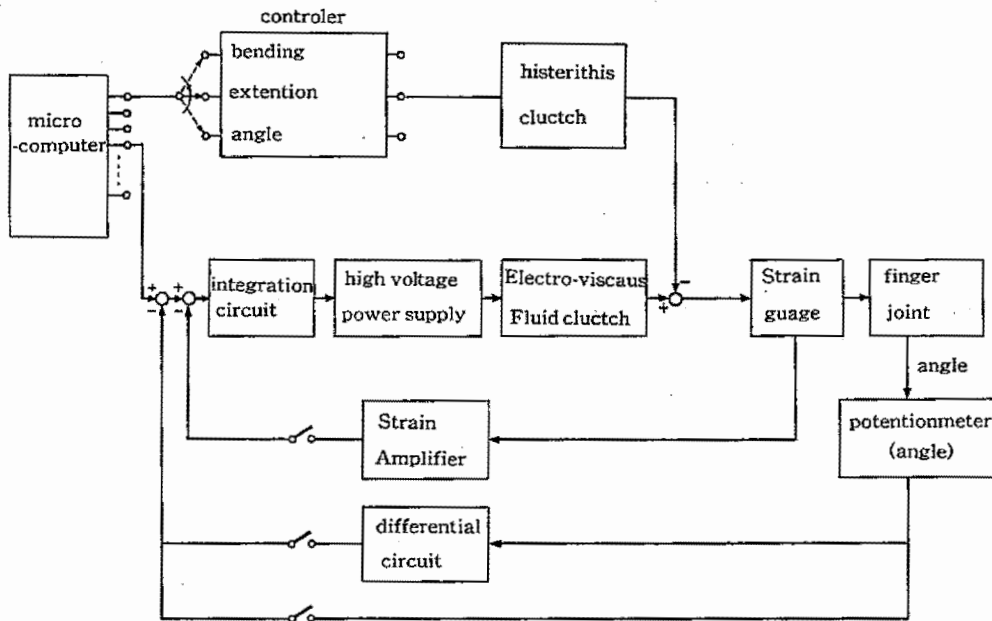 controler
micro
-computer
bending
extention
angle
histerithis
cluctch
+
-
+
-
integration
circuit
high voltage
power supply
Electro-viscaus
Fluid cluctch
-
+
Strain
guage
finger
joint
angle
potentionmeter
(angle)
Strain
Amplifier
differential
circuit